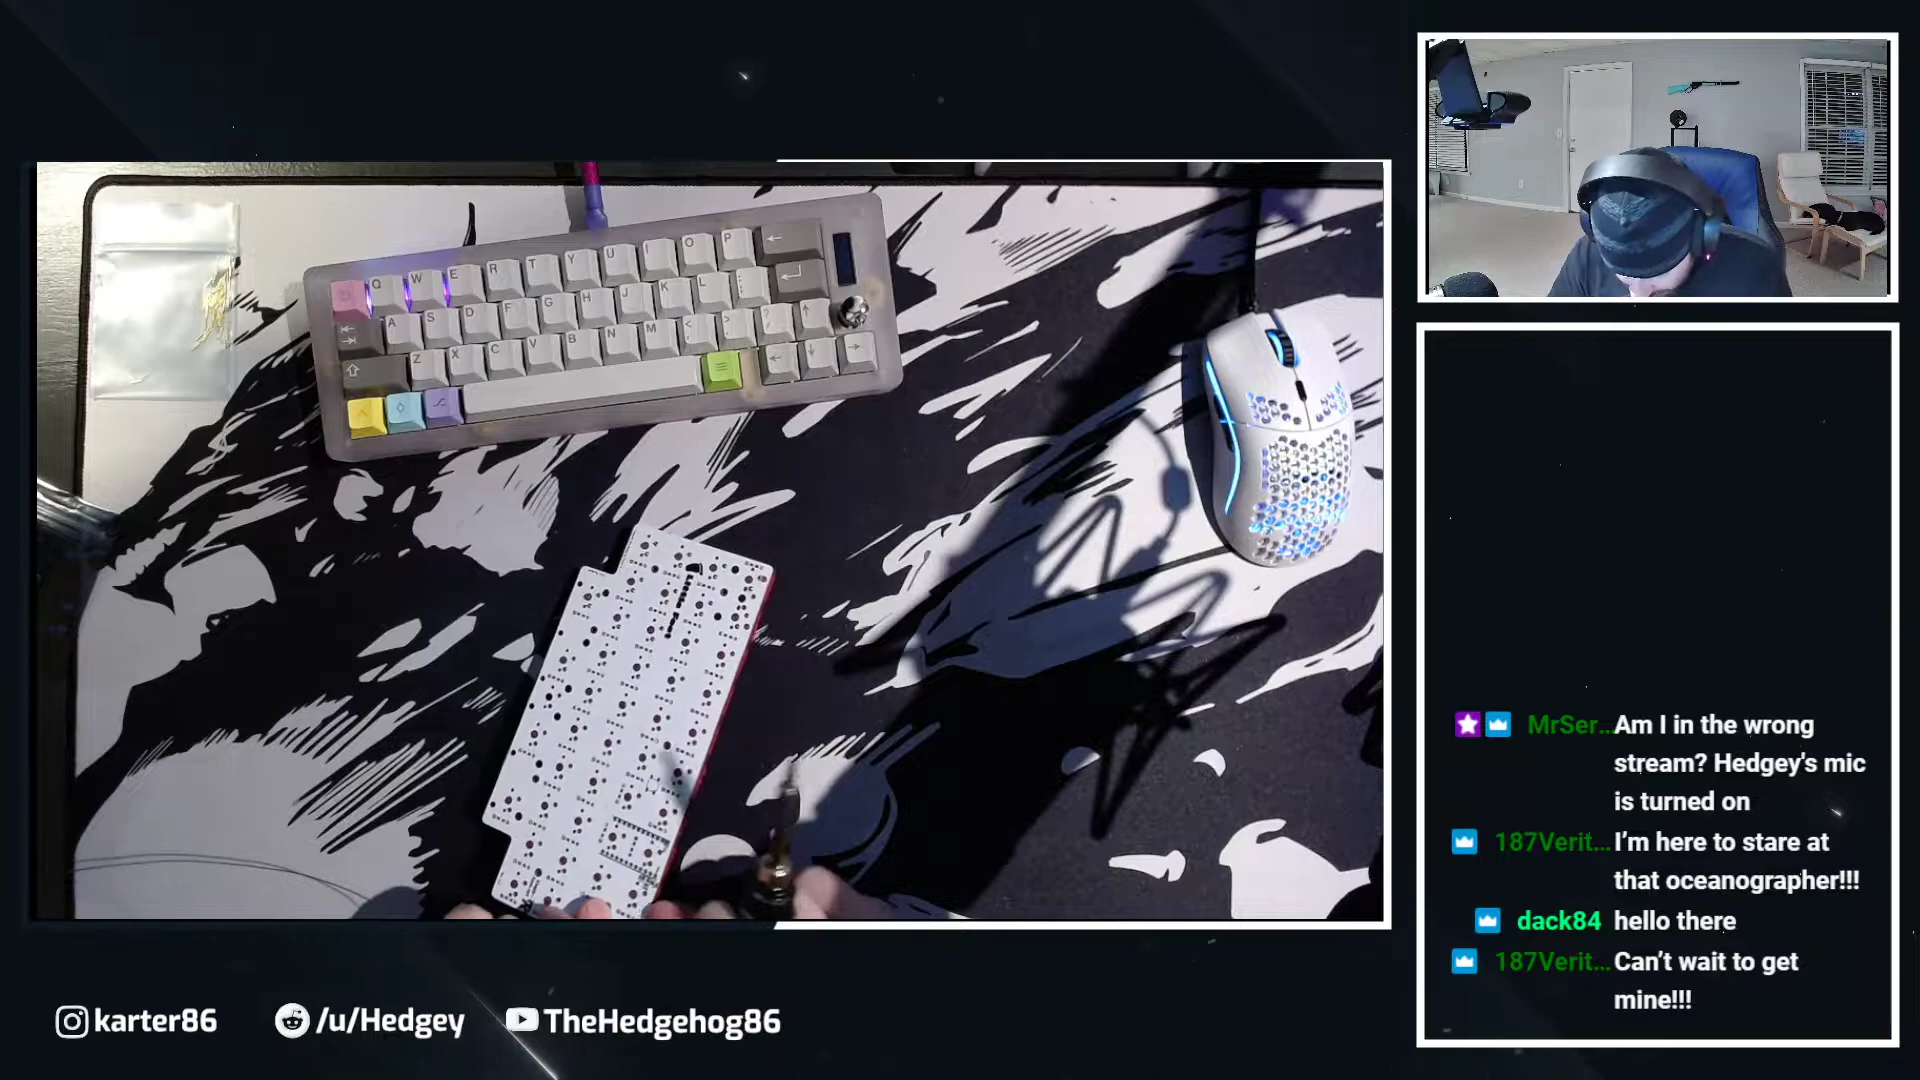 Q W E R T Y U I O P
A S D F G H J K L
Z X C V B N M
MrSer... Am I in the wrong
stream? Hedgey's mic
is turned on
187Verit... I'm here to stare at
that oceanographer!!!
dack84 hello there
187Verit... Can't wait to get
mine!!!
karter86 /u/Hedgey TheHedgehog86